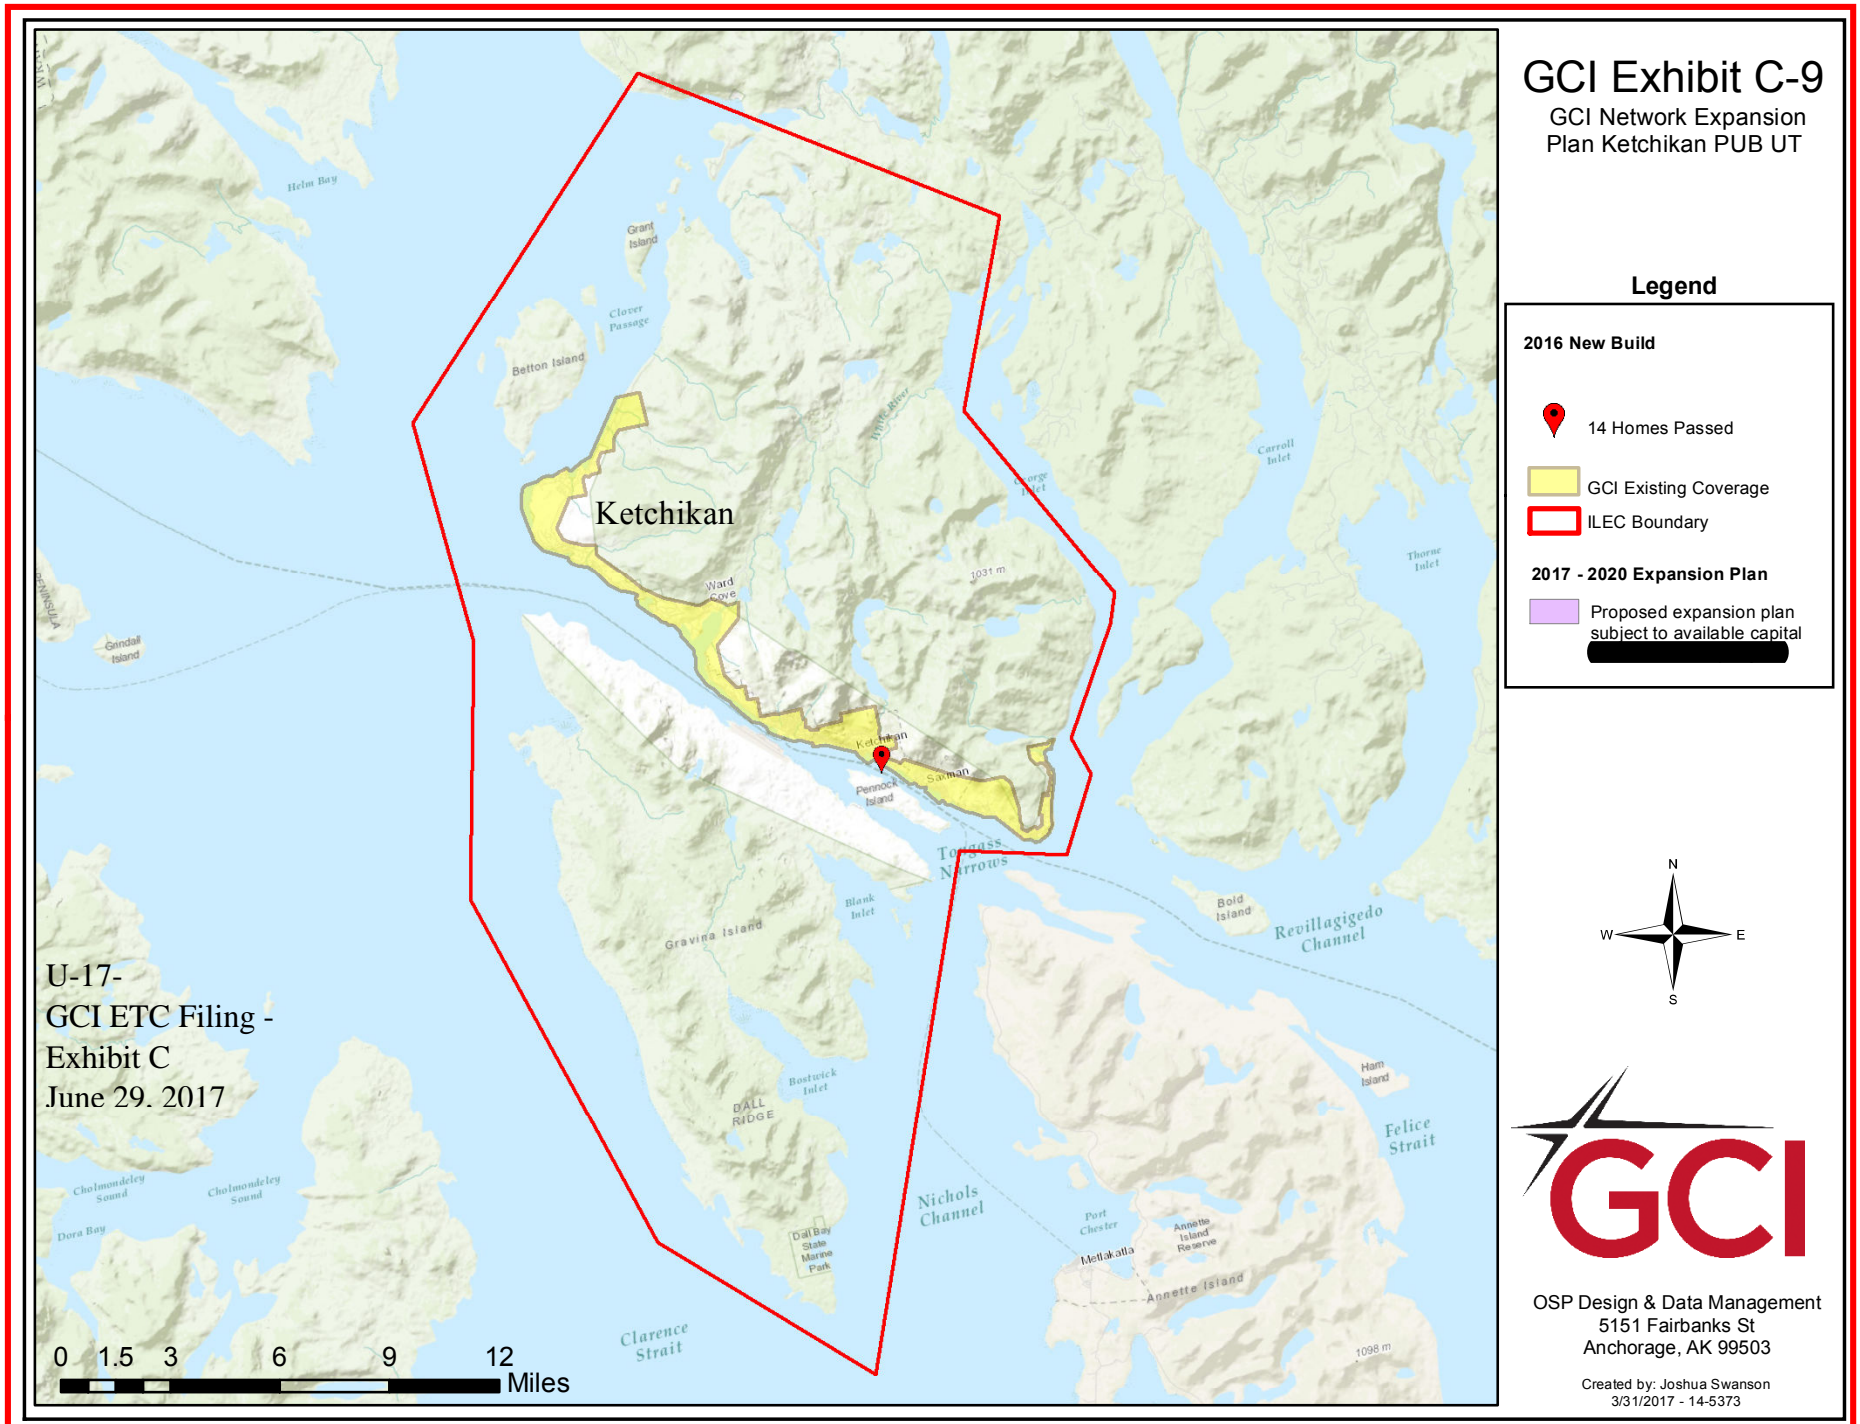 GCI Exhibit C-9
GCI Network Expansion
Plan Ketchikan PUB UT
Legend
2016 New Build
14 Homes Passed
GCI Existing Coverage
ILEC Boundary
2017 - 2020 Expansion Plan
Proposed expansion plan
subject to available capital
N
W
E
S
GCI
OSP Design & Data Management
5151 Fairbanks St
Anchorage, AK 99503
Created by: Joshua Swanson
3/31/2017 - 14-5373
Helm Bay
Grant
Island
Clover
Passage
Betton Island
White River
Carroll
Inlet
George
Inlet
Ketchikan
Thorne
Inlet
1031 m
Ward
Cove
PENINSULA
Grindall
Island
Ketchikan
Saxman
Pennock
Island
Tongass
Narrows
Blank
Inlet
Bold
Island
Revillagigedo
Channel
Gravina Island
U-17-
GCI ETC Filing -
Exhibit C
June 29, 2017
Ham
Island
Bostwick
Inlet
DALL
RIDGE
Felice
Strait
Cholmondeley
Sound
Cholmondeley
Sound
Nichols
Channel
Port
Chester
Annette
Island
Reserve
Dora Bay
Dall Bay
State
Marine
Park
Metlakatla
Annette Island
Clarence
Strait
1098 m
0 1.5 3 6 9 12
Miles